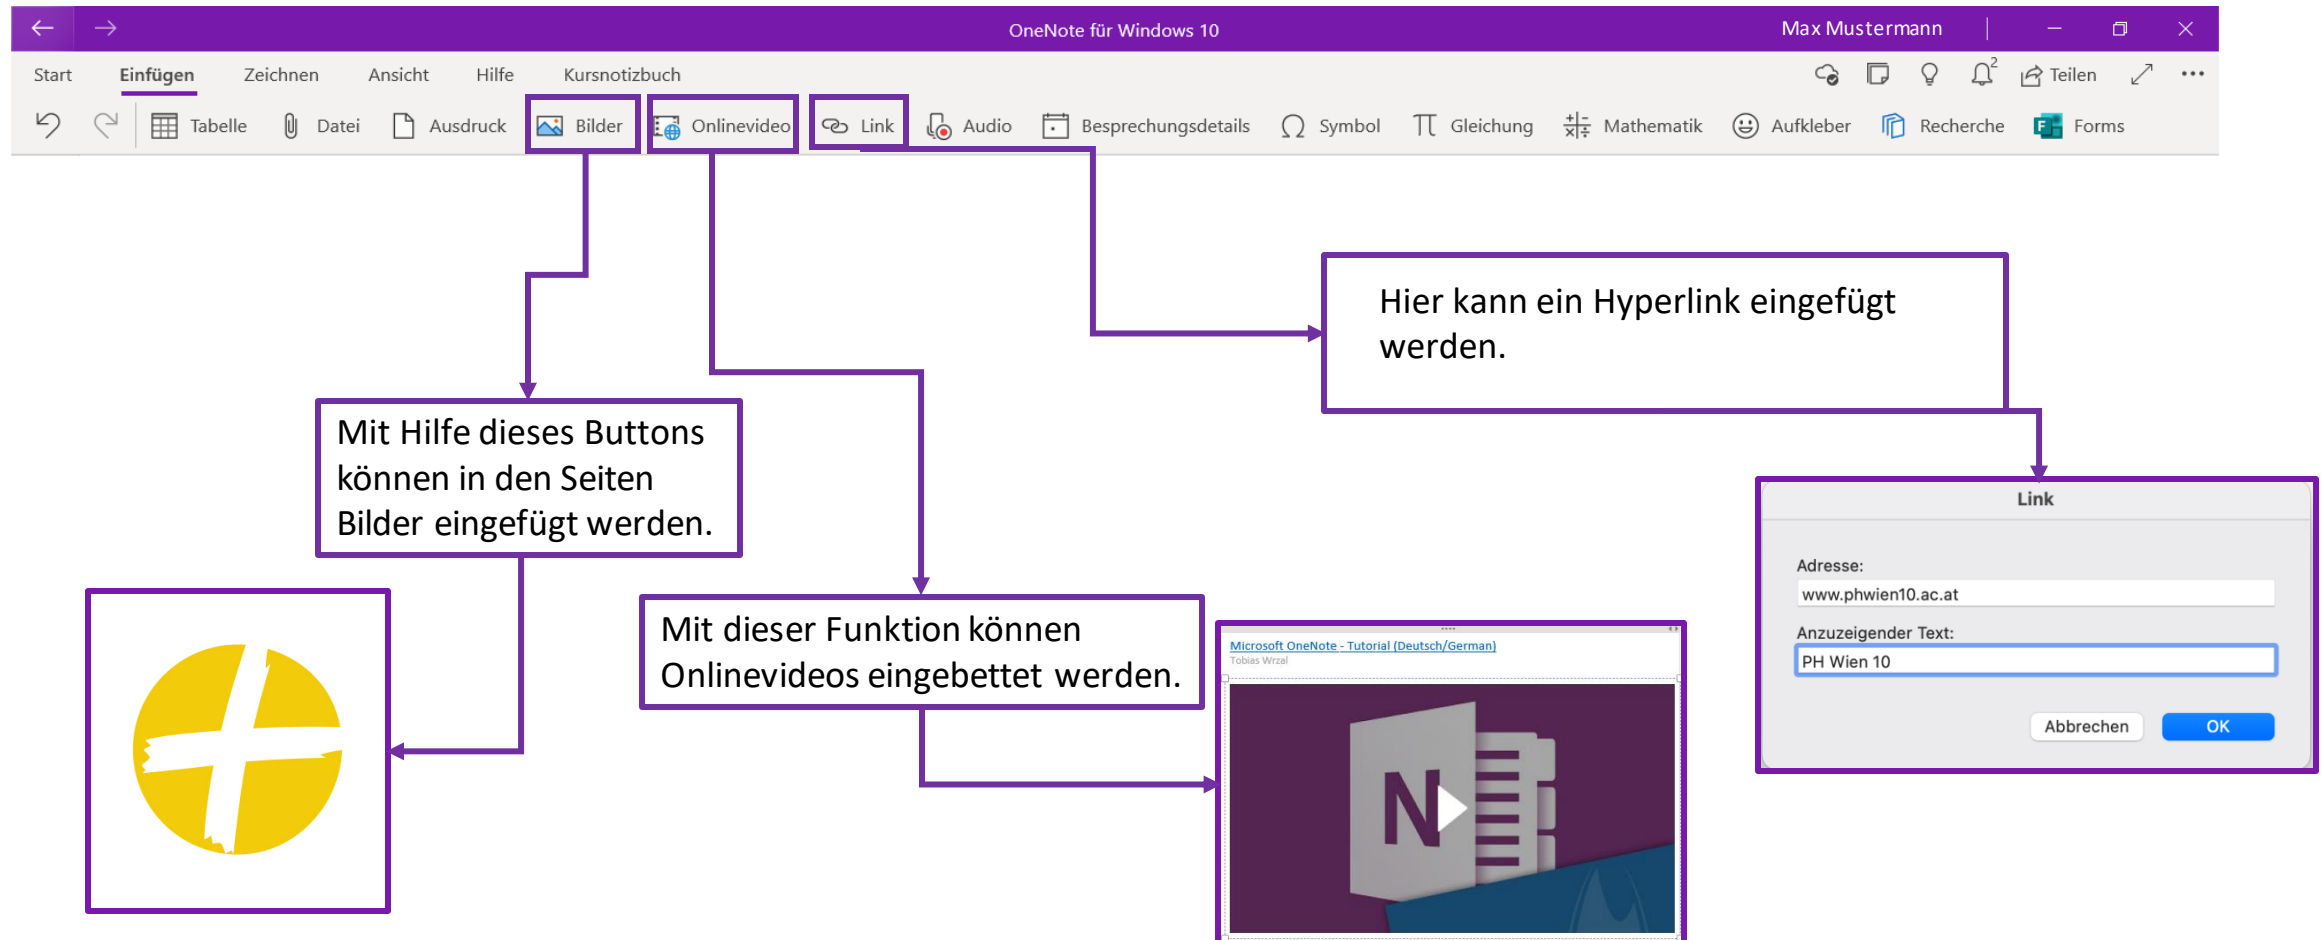 OneNote für Windows 10
Max Mustermann
Start Einfügen Zeichnen Ansicht Hilfe Kursnotizbuch
2 Teilen
Tabelle Datei Ausdruck Bilder Onlinevideo Link Audio Besprechungsdetails Symbol Gleichung Mathematik Aufkleber Recherche Forms
Hier kann ein Hyperlink eingefügt
werden.
Mit Hilfe dieses Buttons
können in den Seiten
Bilder eingefügt werden.
Link
Adresse:
www.phwien10.ac.at
Anzuzeigender Text:
PH Wien 10
Abbrechen OK
Mit dieser Funktion können
Onlinevideos eingebettet werden.
Microsoft OneNote - Tutorial (Deutsch/German)
Tobias Wrzal
N